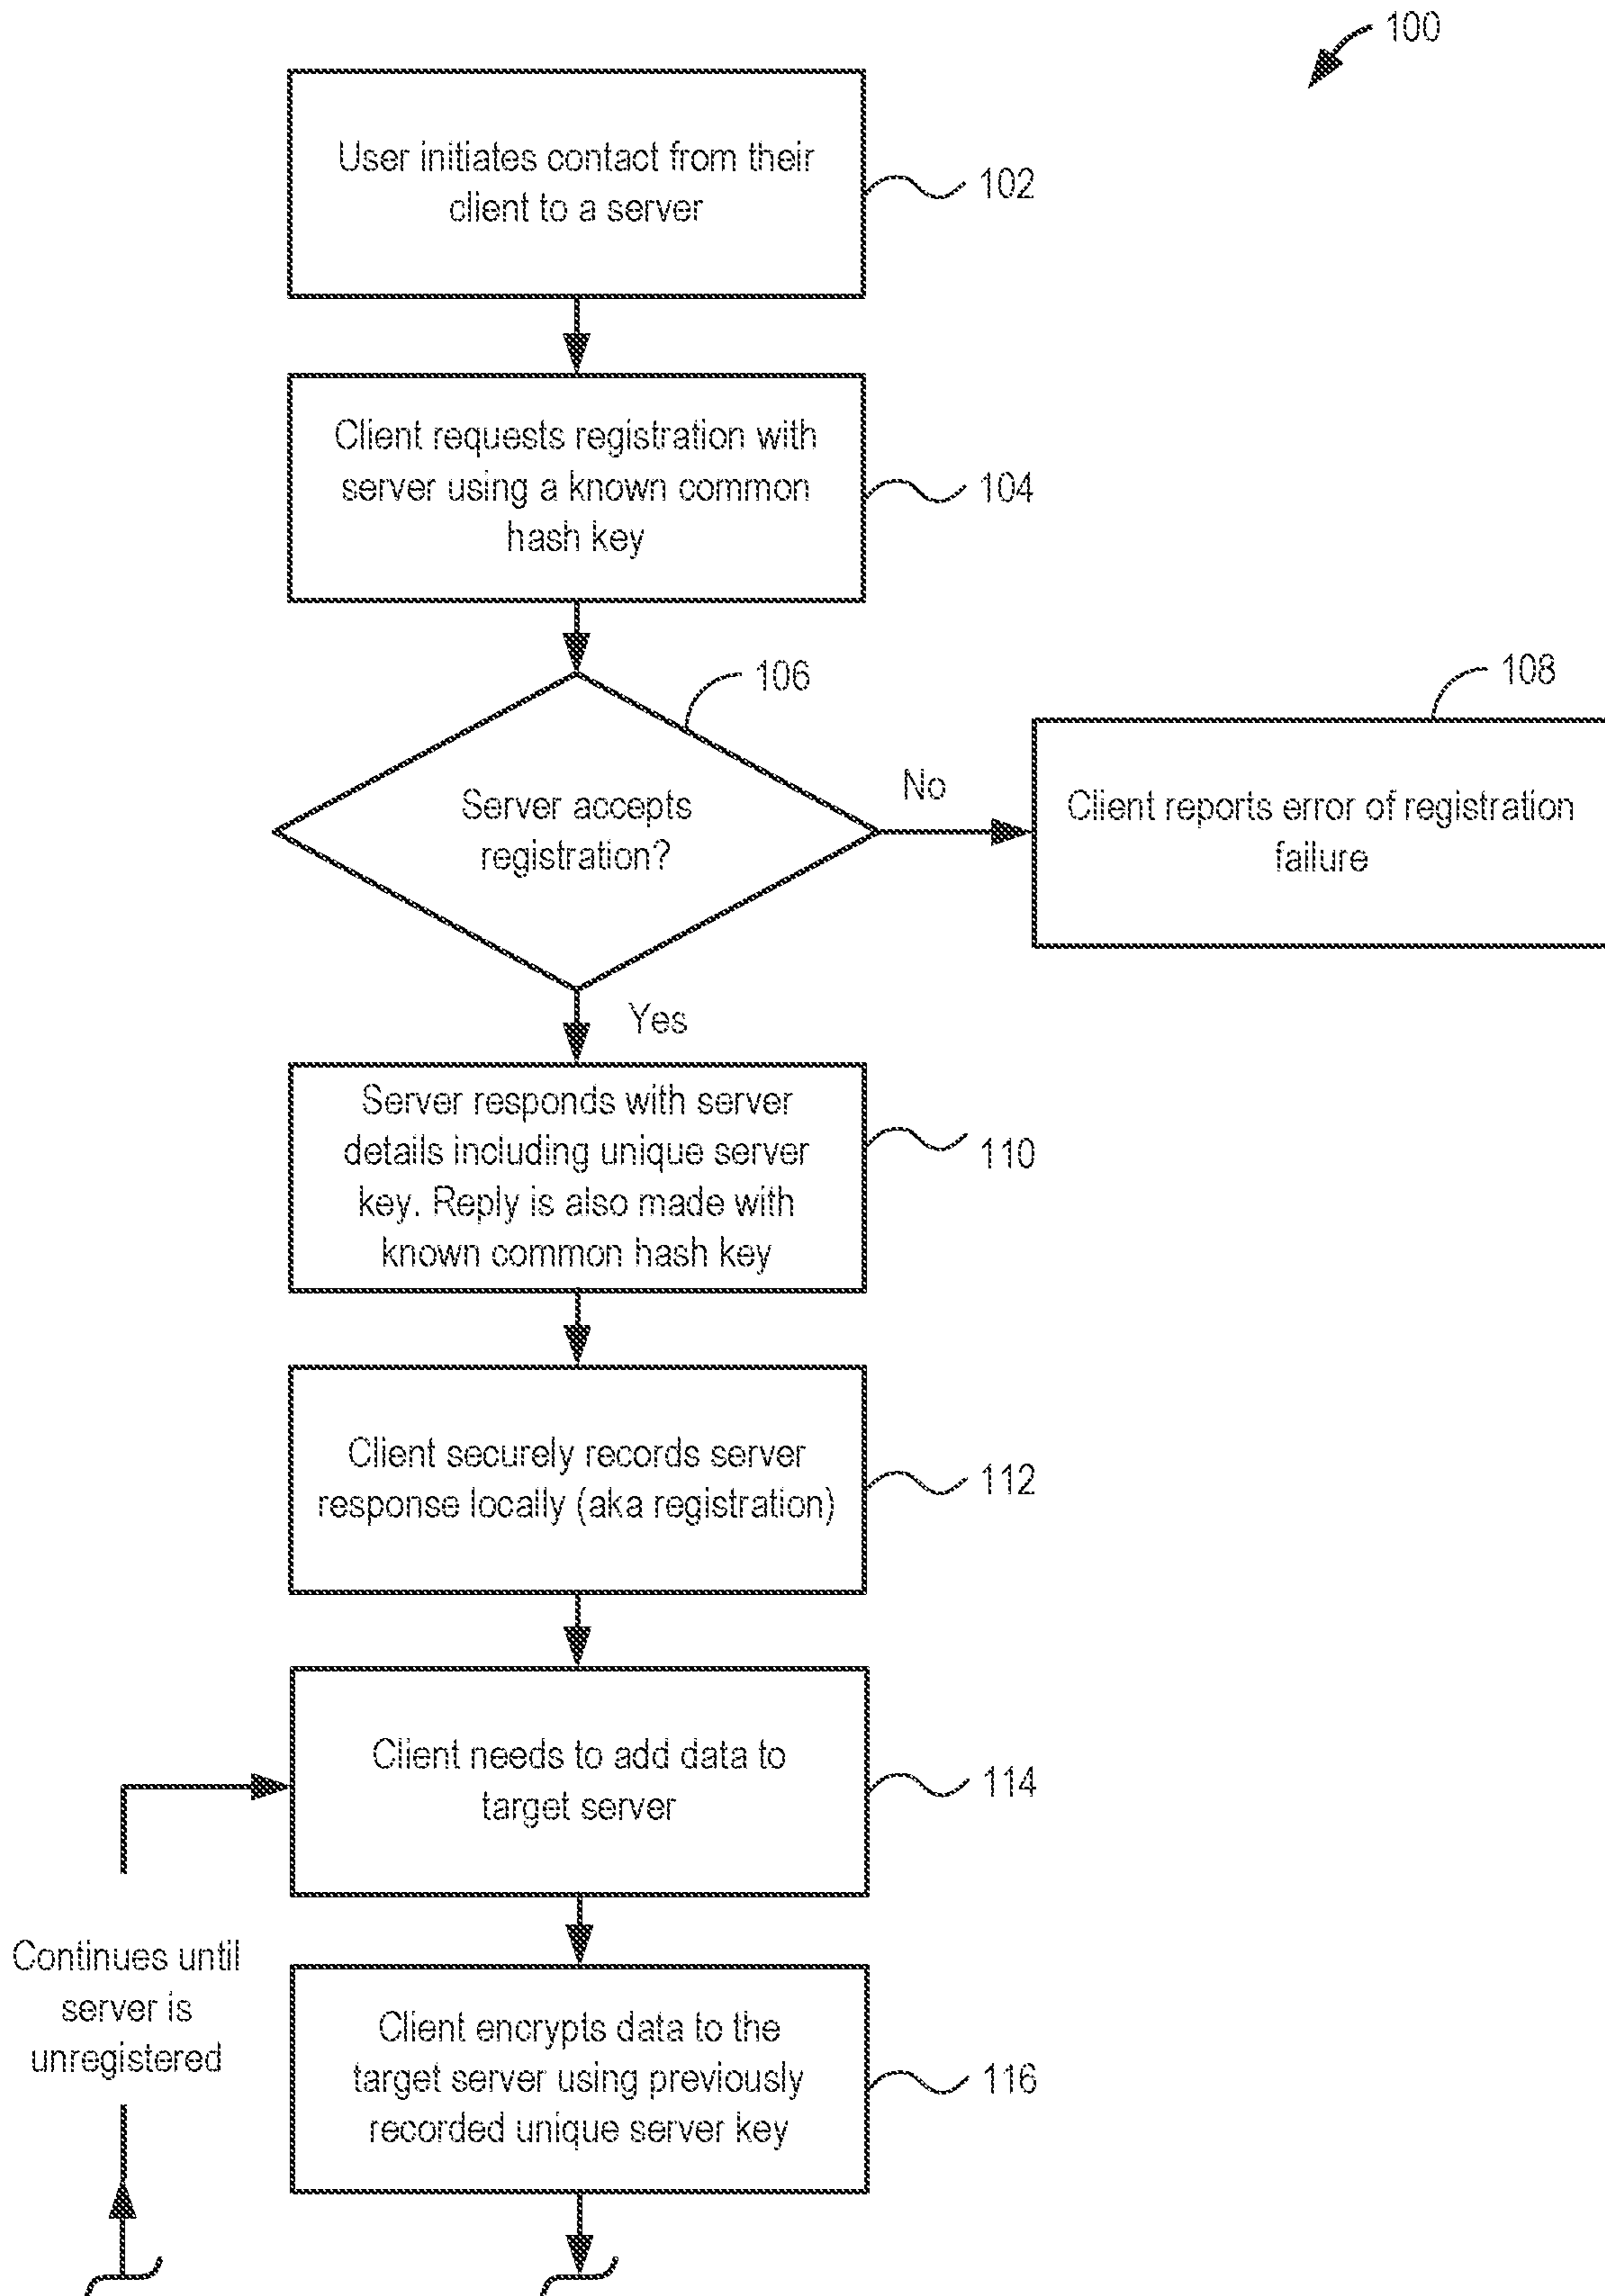 100
User initiates contact from their
client to a server
102
Client requests registration with
server using a known common
hash key
104
106
Server accepts
registration?
No
108
Client reports error of registration
failure
Yes
Server responds with server
details including unique server
key. Reply is also made with
known common hash key
110
Client securely records server
response locally (aka registration)
112
Client needs to add data to
target server
114
Continues until
server is
unregistered
Client encrypts data to the
target server using previously
recorded unique server key
116